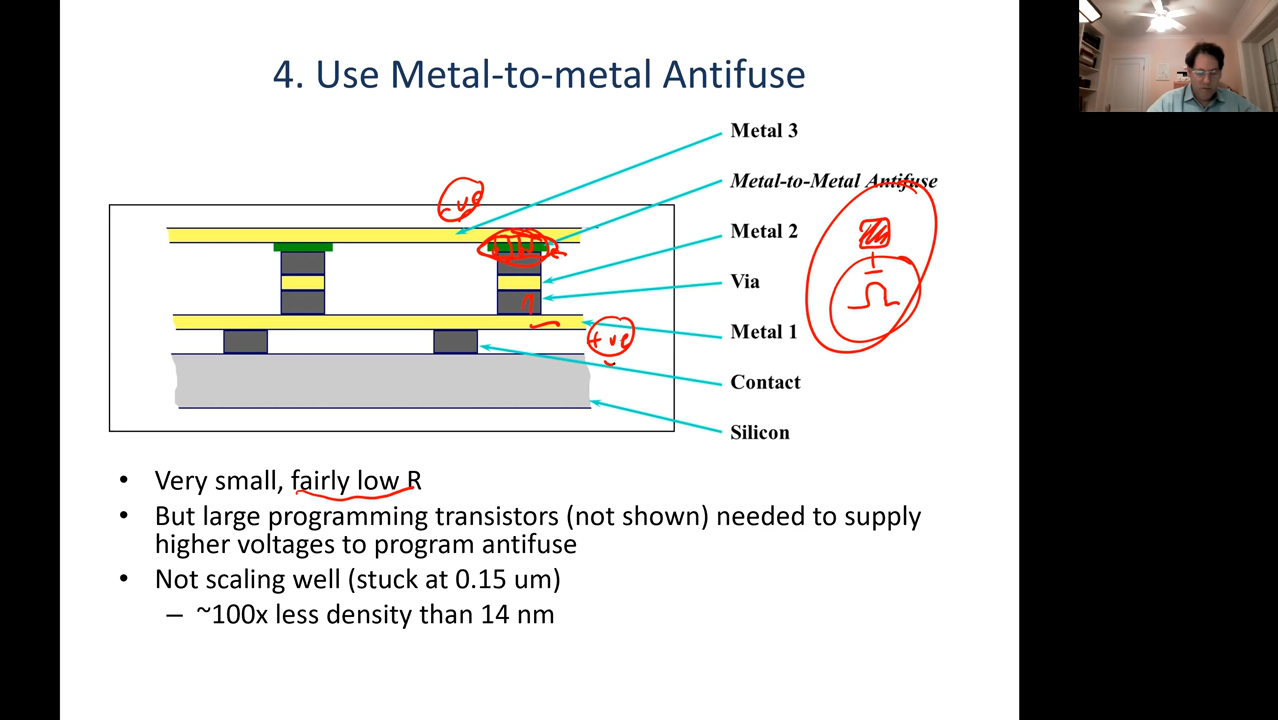 4. Use Metal-to-metal Antifuse
Metal 3
-ve
Metal-to-Metal Antifuse
Metal 2
Via
Metal 1
+ve
Contact
Silicon
• Very small, fairly low R
• But large programming transistors (not shown) needed to supply
higher voltages to program antifuse
• Not scaling well (stuck at 0.15 um)
– ~100x less density than 14 nm